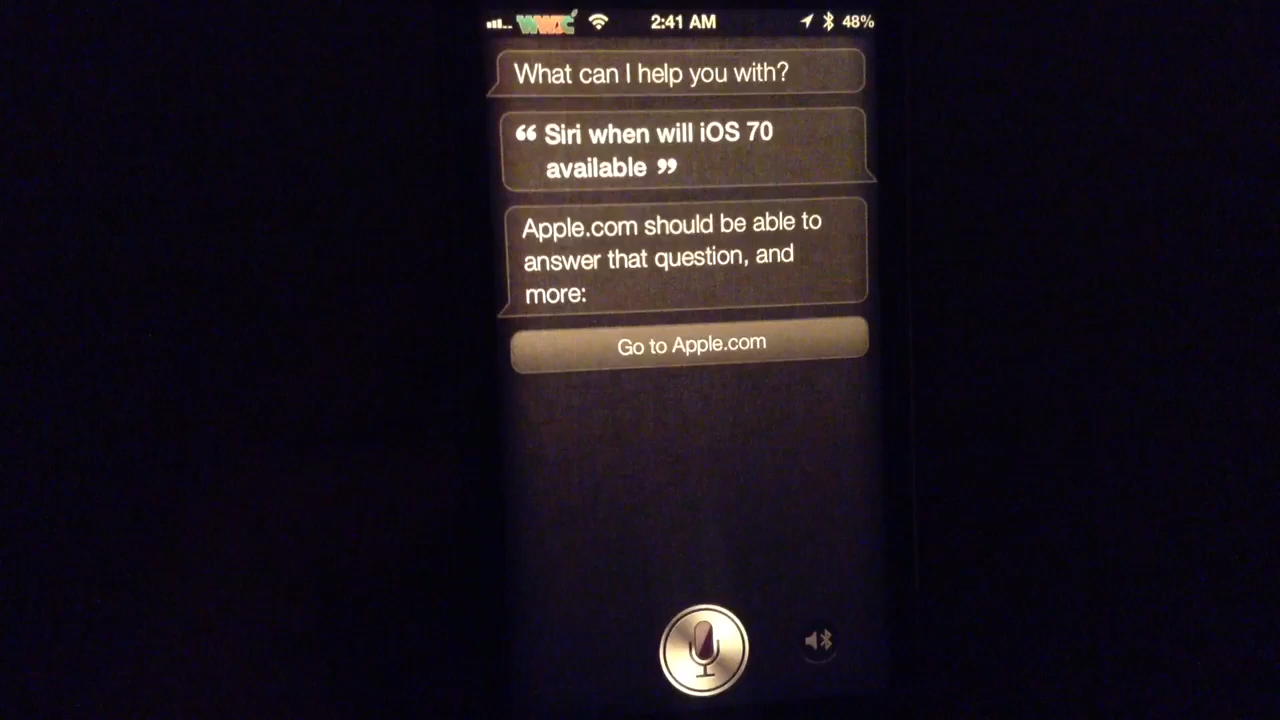 WWJC 2:41 AM 48%
What can I help you with?
“ Siri when will iOS 70
available ”
Apple.com should be able to
answer that question, and
more:
Go to Apple.com